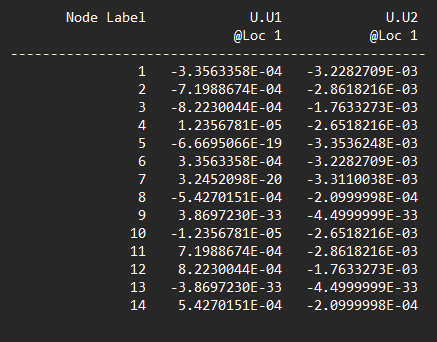 Node Label U.U1 U.U2
@Loc 1 @Loc 1
-------------------------------------------------
1 -3.3563358E-04 -3.2282709E-03
2 -7.1988674E-04 -2.8618216E-03
3 -8.2230044E-04 -1.7633273E-03
4 1.2356781E-05 -2.6518216E-03
5 -6.6695066E-19 -3.3536248E-03
6 3.3563358E-04 -3.2282709E-03
7 3.2452098E-20 -3.3110038E-03
8 -5.4270151E-04 -2.0999998E-04
9 3.8697230E-33 -4.4999999E-33
10 -1.2356781E-05 -2.6518216E-03
11 7.1988674E-04 -2.8618216E-03
12 8.2230044E-04 -1.7633273E-03
13 -3.8697230E-33 -4.4999999E-33
14 5.4270151E-04 -2.0999998E-04